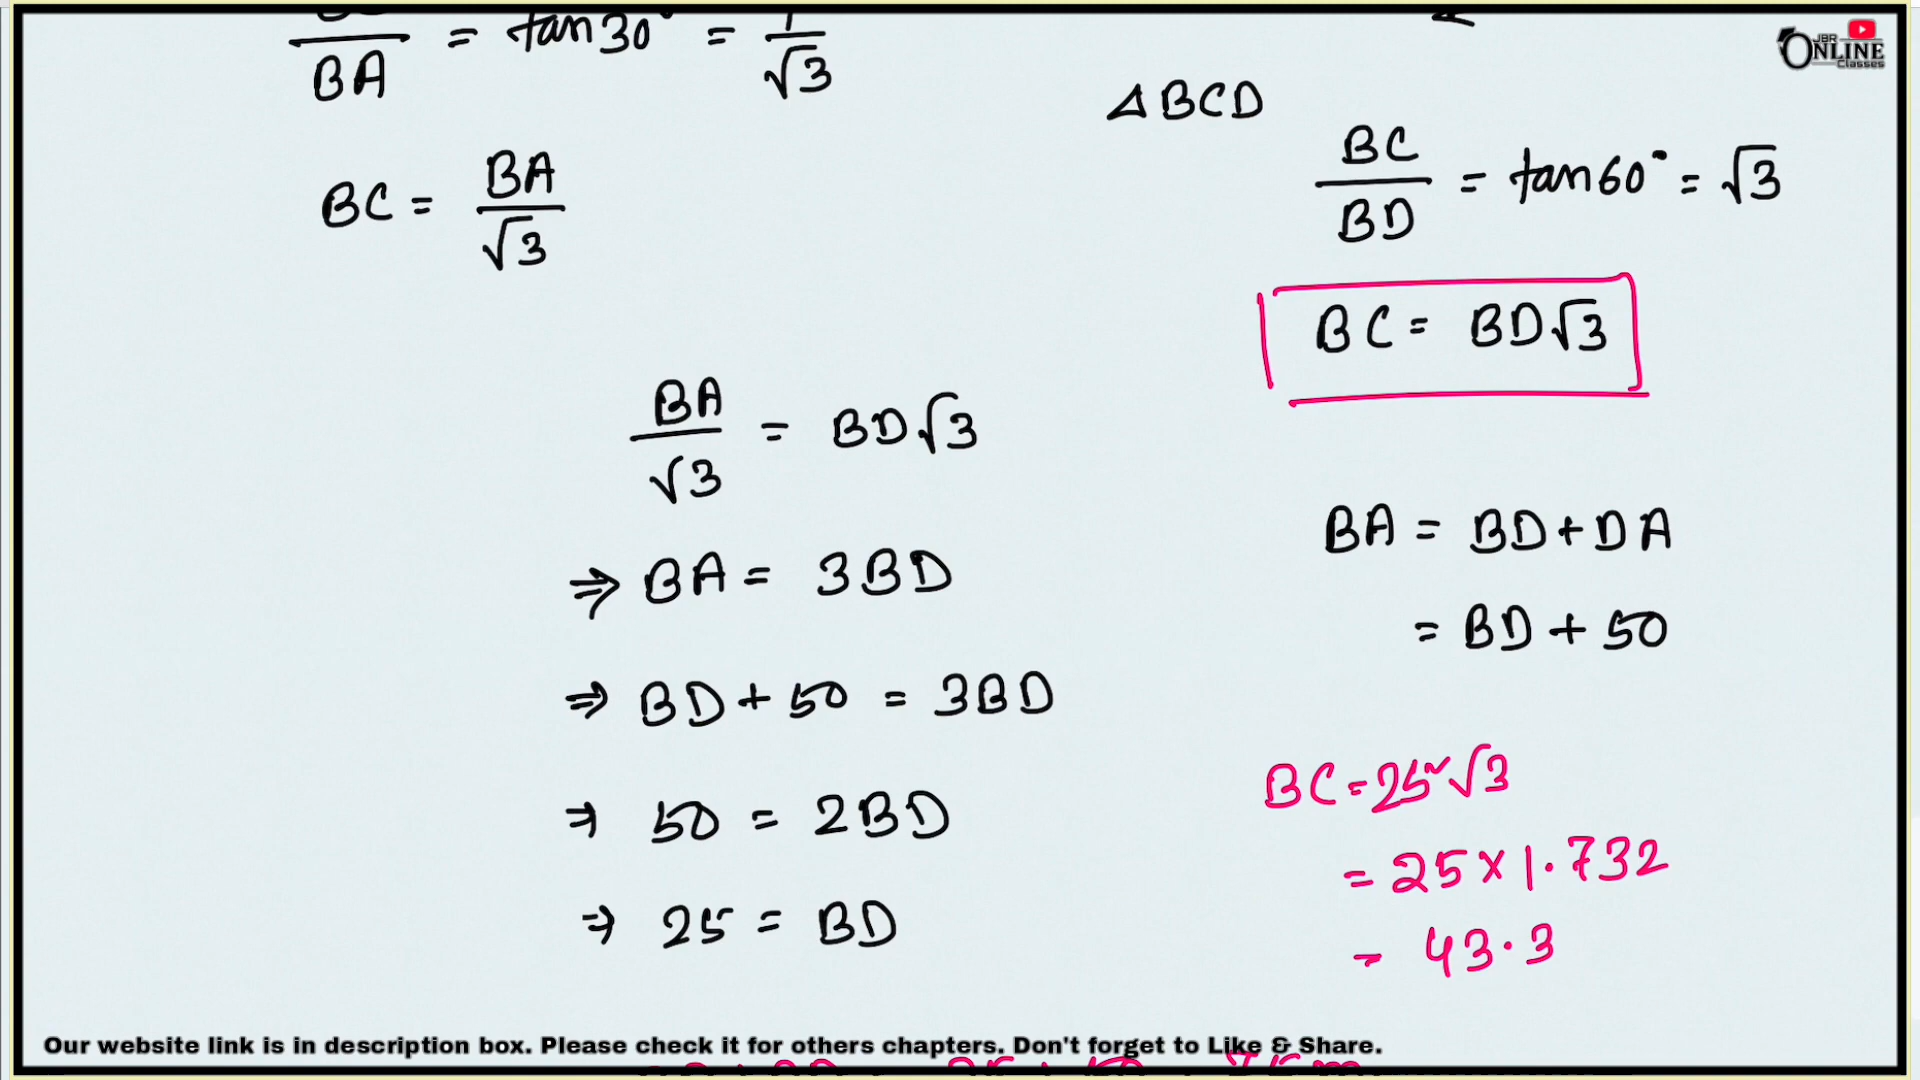 BA = tan30° = 1/√3
BC = BA/√3
△BCD
BC/BD = tan60° = √3
BC = BD√3
BA/√3 = BD√3
⇒ BA = 3BD
⇒ BD + 50 = 3BD
⇒ 50 = 2BD
⇒ 25 = BD
BA = BD + DA
= BD + 50
BC = 25√3
= 25 × 1.732
= 43.3
JBR
ONLINE
Classes
Our website link is in description box. Please check it for others chapters. Don't forget to Like & Share.